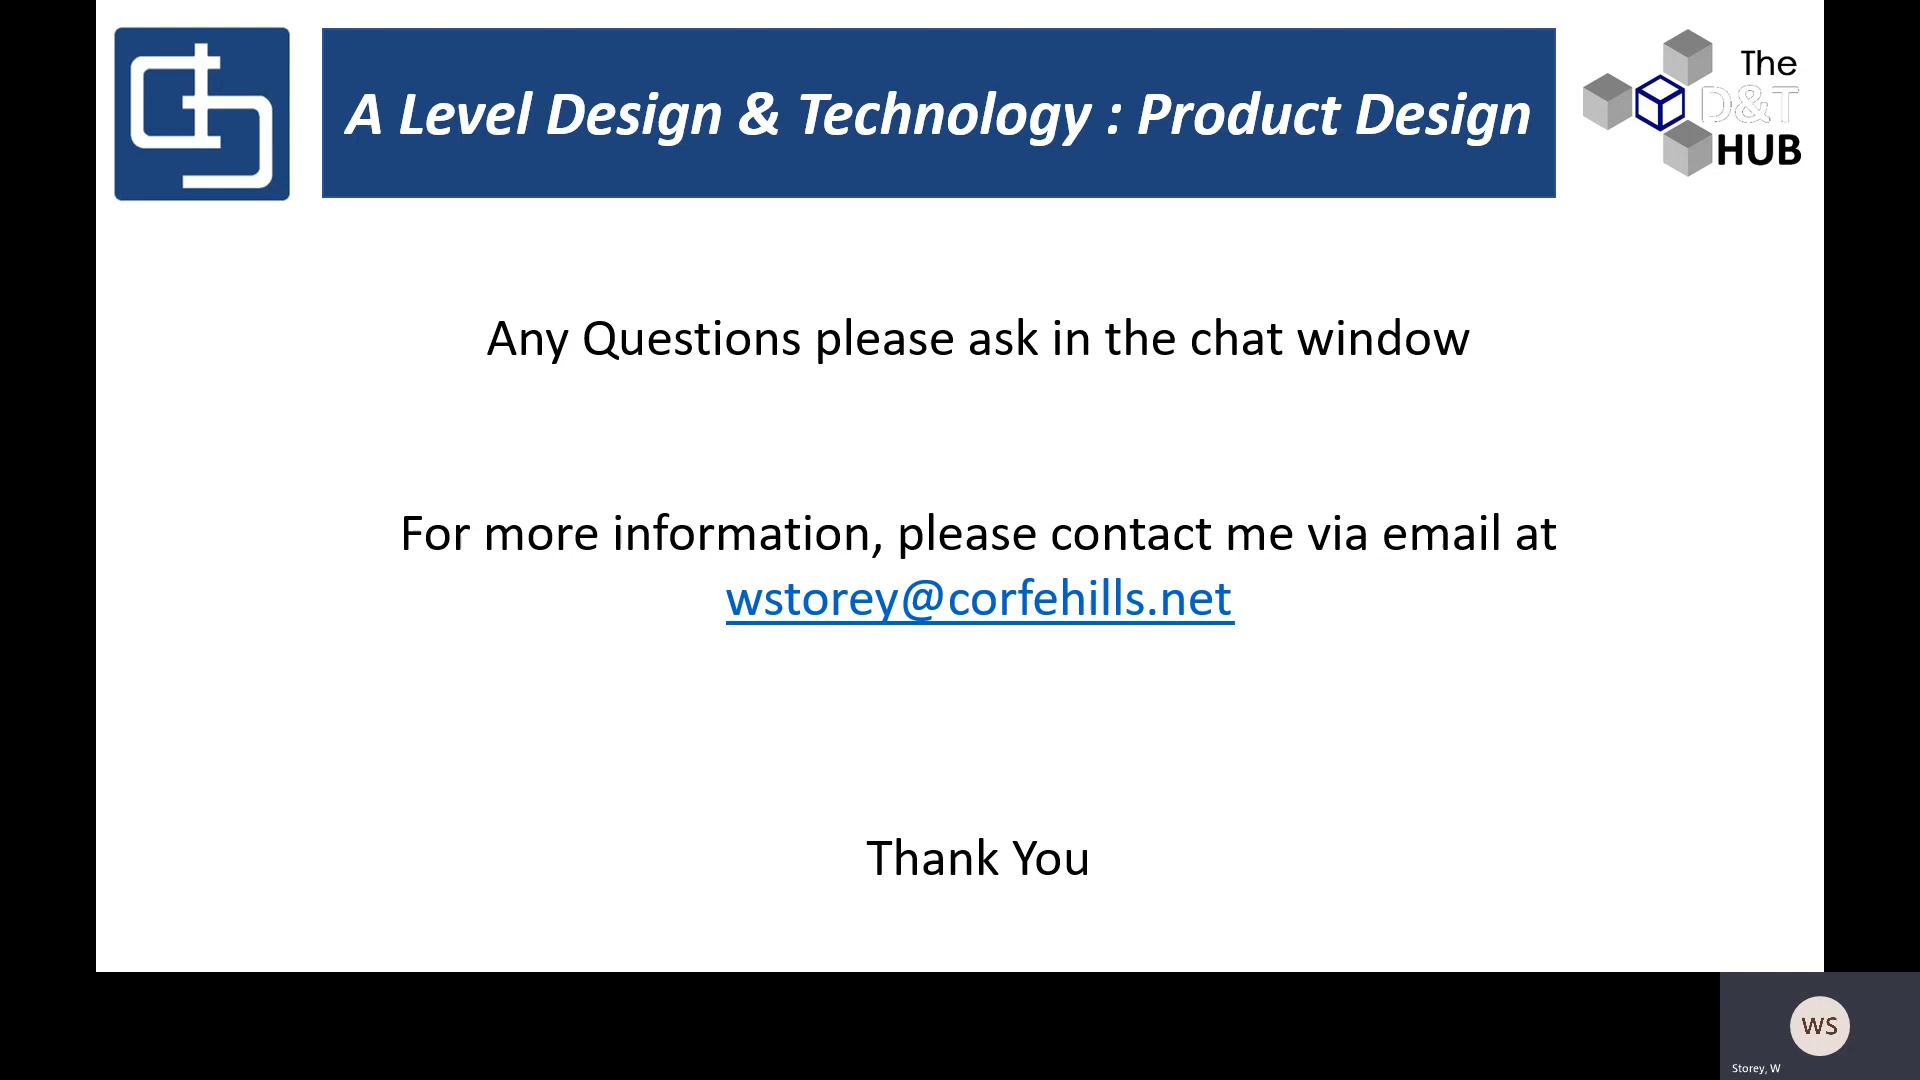 A Level Design & Technology : Product Design
The
D&T
HUB
Any Questions please ask in the chat window
For more information, please contact me via email at
wstorey@corfehills.net
Thank You
WS
Storey, W